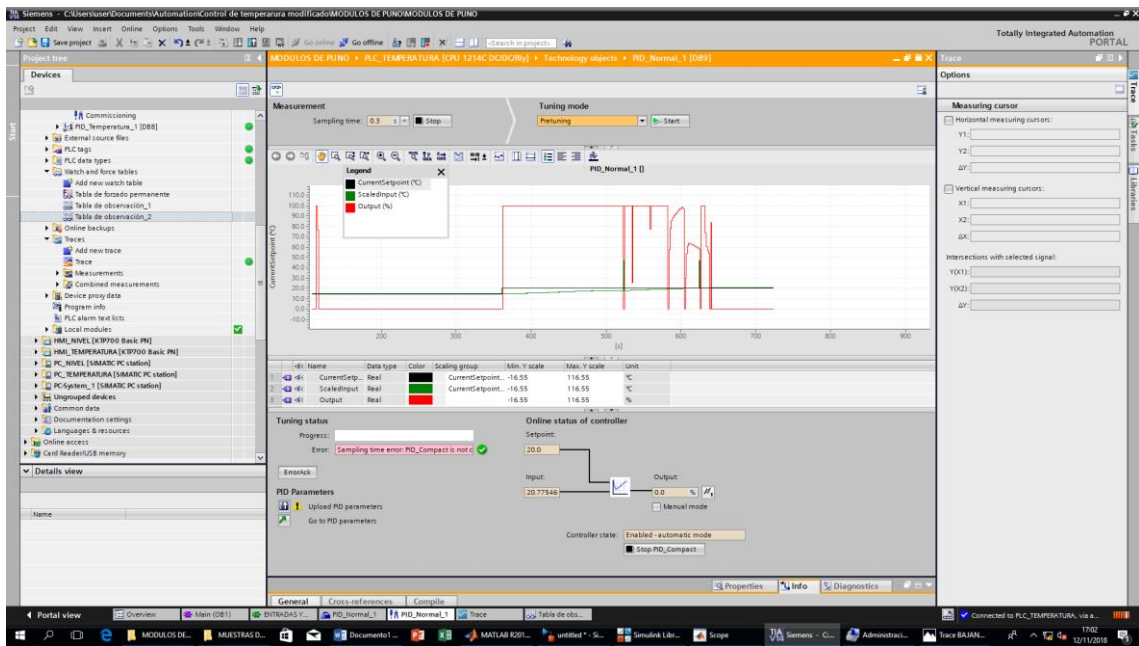 Siemens - C:\Users\user\Documents\Automation\Control de temperarura modificado\MODULOS DE PUNO\MODULOS DE PUNO
Project Edit View Insert Online Options Tools Window Help
Save project Go online Go offline <Search in project>
Totally Integrated Automation
PORTAL
Project tree
MODULOS DE PUNO PLC_TEMPERATURA [CPU 1214C DC/DC/Rly] Technology objects PID_Normal_1 [DB9]
Trace
Devices
Options
Start
Commissioning
PID_Temperatura_1 [DB8]
External source files
PLC tags
PLC data types
Watch and force tables
Add new watch table
Tabla de forzado permanente
Tabla de observación_1
Tabla de observación_2
Online backups
Traces
Add new trace
Trace
Measurements
Combined measurements
Device proxy data
Program info
PLC alarm text lists
Local modules
HMI_NIVEL [KTP700 Basic PN]
HMI_TEMPERATURA [KTP700 Basic PN]
PC_NIVEL [SIMATIC PC station]
PC_TEMPERATURA [SIMATIC PC station]
PC-System_1 [SIMATIC PC station]
Ungrouped devices
Common data
Documentation settings
Languages & resources
Online access
Card Reader/USB memory
Details view
Name
Measurement
Sampling time: 0.3 s Stop
Tuning mode
Pretuning Start
PID_Normal_1 []
Legend
CurrentSetpoint (°C)
ScaledInput (°C)
Output (%)
CurrentSetpoint (°C)
110.0
100.0
90.0
80.0
70.0
60.0
50.0
40.0
30.0
20.0
10.0
0.0
-10.0
200 300 400 500 600 700 800 900
[s]
Name Data type Color Scaling group Min. Y scale Max. Y scale Unit
1 CurrentSetp... Real CurrentSetpoint... -16.55 116.55 °C
2 ScaledInput Real CurrentSetpoint... -16.55 116.55 °C
3 Output Real -16.55 116.55 %
Tuning status
Progress:
Error: Sampling time error: PID_Compact is not c
ErrorAck
PID Parameters
Upload PID parameters
Go to PID parameters
Online status of controller
Setpoint:
20.0
Input:
20.77546
Output:
0.0 %
Manual mode
Controller state: Enabled - automatic mode
Stop PID_Compact
Properties Info Diagnostics
General Cross-references Compile
Measuring cursor
Horizontal measuring cursors:
Y1:
Y2:
ΔY:
Vertical measuring cursors:
X1:
X2:
ΔX:
Intersections with selected signal:
Y(X1):
Y(X2):
ΔY:
Trace
Tasks
Libraries
Portal view Overview Main (OB1) ENTRADAS Y... PID_Normal_1 PID_Normal_1 Trace Tabla de obs... Connected to PLC_TEMPERATURA, via a...
MODULOS DE... MUESTRAS D... Documento1 ... MATLAB R201... untitled * - S... Simulink Libr... Scope Siemens - C:... Administraci... Trace BAJAN... 17:02
12/11/2018